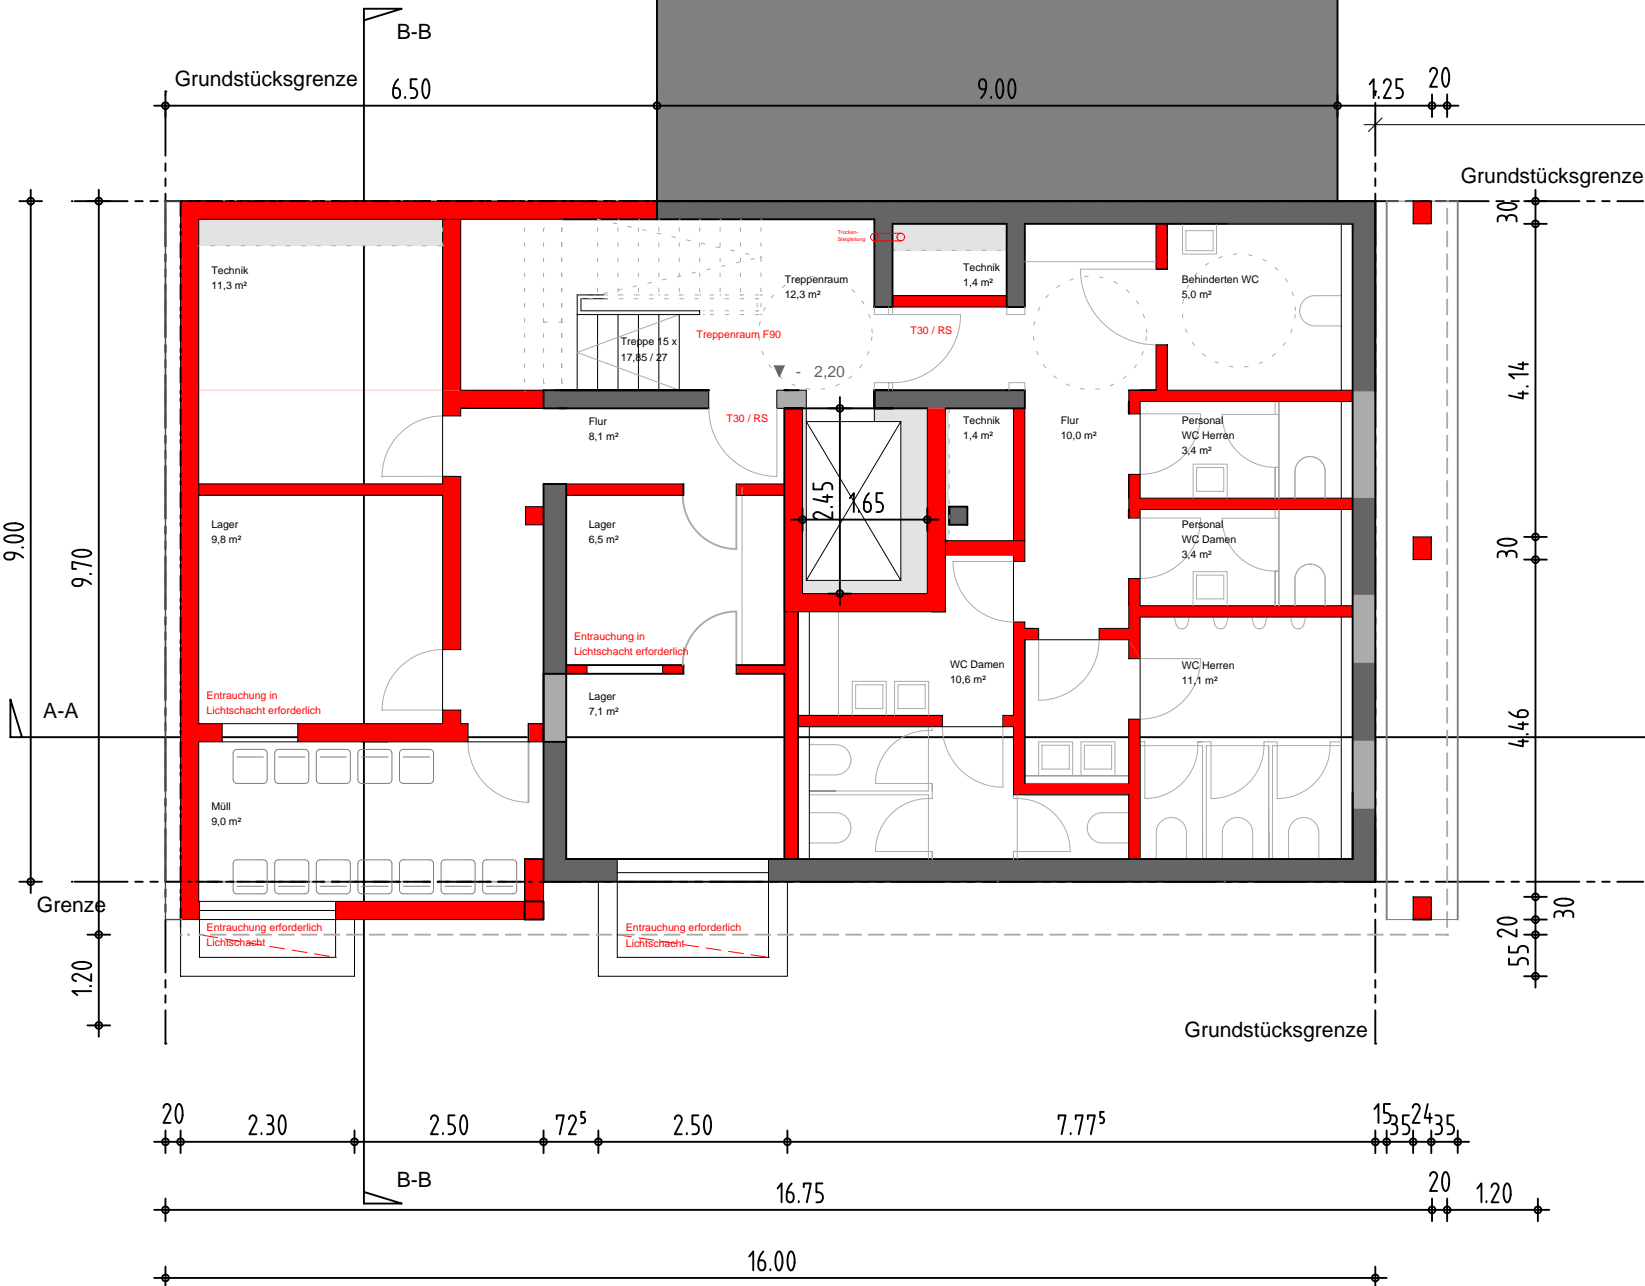 B-B
Grundstücksgrenze
6.50
9.00
1.25
20
Grundstücksgrenze
30
Trocken-
Steigleitung
Technik
11,3 m²
Treppenraum
12,3 m²
Technik
1,4 m²
Behinderten WC
5,0 m²
Treppenraum F90
T30 / RS
Treppe 15 x
17,85 / 27
- 2,20
4.14
T30 / RS
Flur
8,1 m²
Technik
1,4 m²
Flur
10,0 m²
Personal
WC Herren
3,4 m²
2.45
1.65
9.00
9.70
Lager
9,8 m²
Lager
6,5 m²
Personal
WC Damen
3,4 m²
30
Entrauchung in
Lichtschacht erforderlich
WC Damen
10,6 m²
WC Herren
11,1 m²
Entrauchung in
Lichtschacht erforderlich
Lager
7,1 m²
A-A
4.46
Müll
9,0 m²
Grenze
30
20
55
Entrauchung erforderlich
Lichtschacht
Entrauchung erforderlich
Lichtschacht
1.20
Grundstücksgrenze
20
2.30
2.50
72⁵
2.50
7.77⁵
15
35
24
35
B-B
16.75
20
1.20
16.00